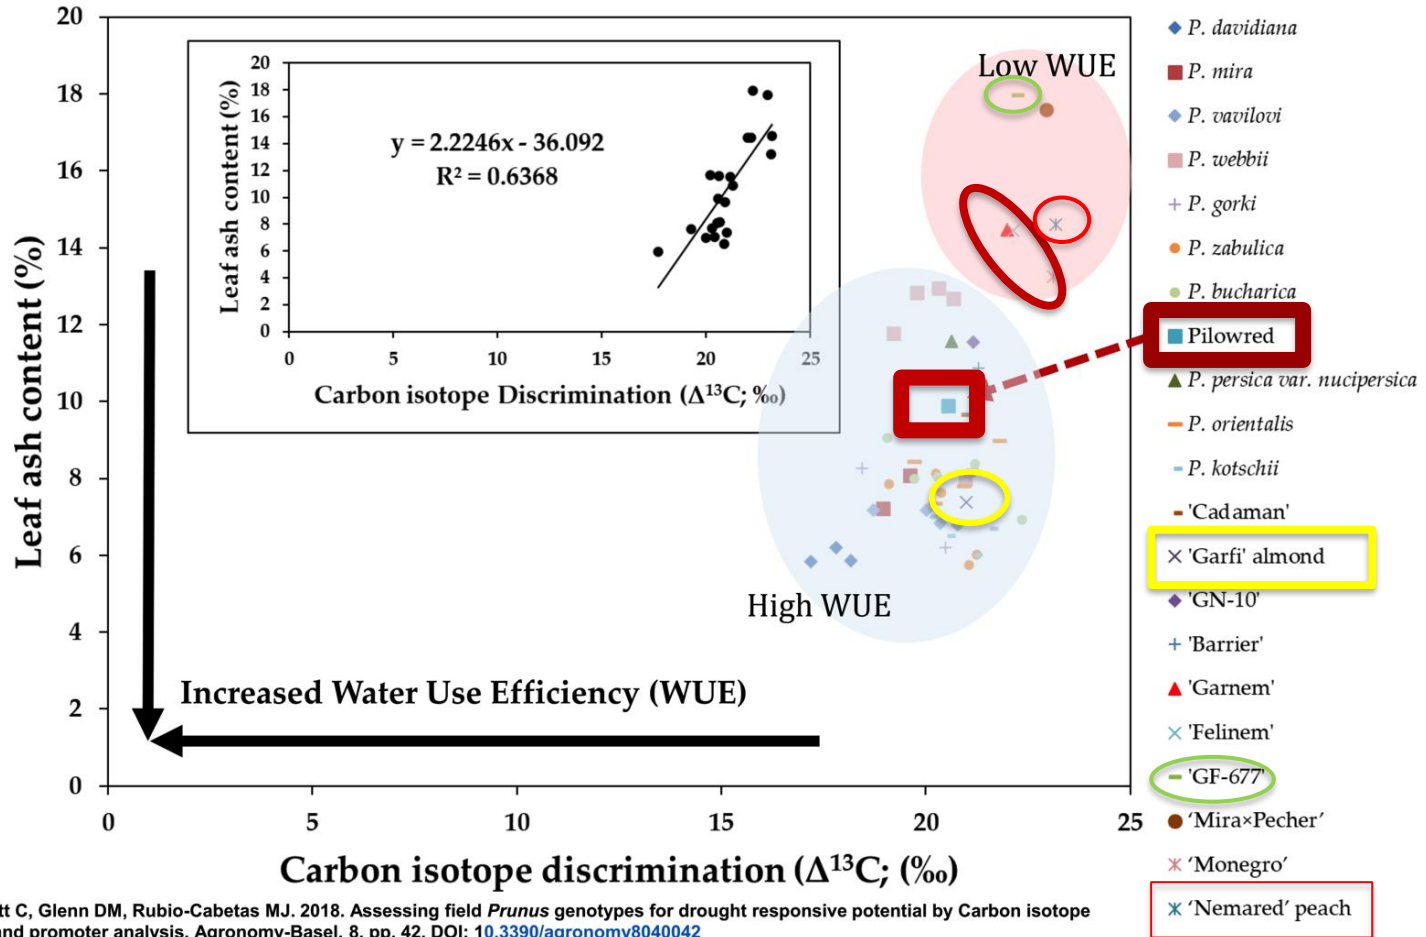 20
18
16
14
12
10
8
6
4
2
0
Leaf ash content (%)
20
18
16
14
12
10
8
6
4
2
0
Leaf ash content (%)
y = 2.2246x - 36.092
R² = 0.6368
0 5 10 15 20 25
Carbon isotope Discrimination (Δ¹³C; ‰)
Low WUE
High WUE
Increased Water Use Efficiency (WUE)
0 5 10 15 20 25
Carbon isotope discrimination (Δ¹³C; (‰)
P. davidiana
P. mira
P. vavilovi
P. webbii
P. gorki
P. zabulica
P. bucharica
Pilowred
P. persica var. nucipersica
P. orientalis
P. kotschii
'Cadaman'
'Garfi' almond
'GN-10'
'Barrier'
'Garnem'
'Felinem'
'GF-677'
‘Mira×Pecher’
‘Monegro’
‘Nemared’ peach
tt C, Glenn DM, Rubio-Cabetas MJ. 2018. Assessing field Prunus genotypes for drought responsive potential by Carbon isotope
and promoter analysis. Agronomy-Basel, 8, pp. 42. DOI: 10.3390/agronomy8040042